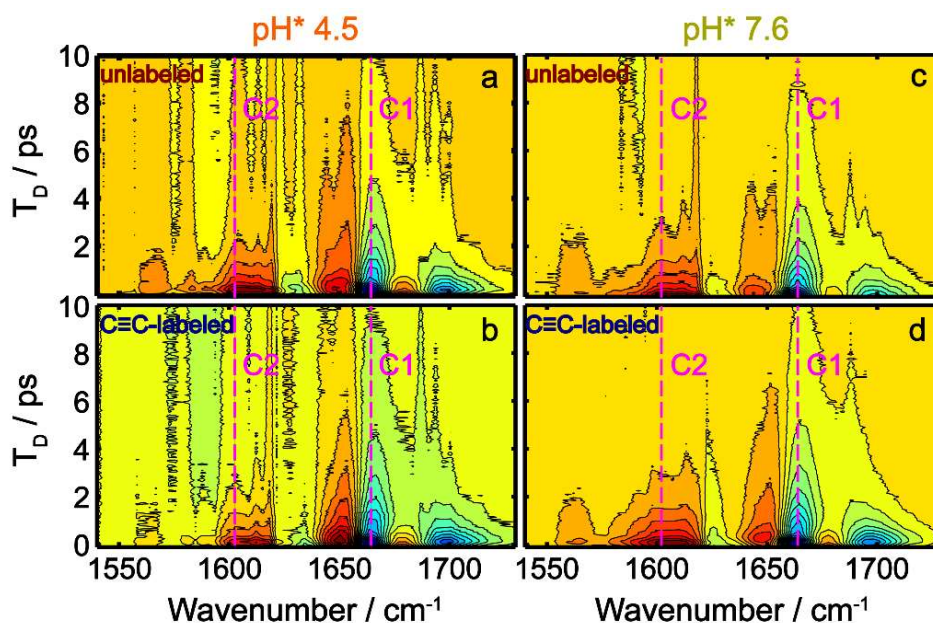 pH* 4.5
pH* 7.6
10
8
6
4
2
T_D / ps
unlabeled
a
C2
C1
unlabeled
c
C2
C1
10
8
6
4
2
0
T_D / ps
C≡C-labeled
b
C2
C1
C≡C-labeled
d
C2
C1
1550 1600 1650 1700
1550 1600 1650 1700
Wavenumber / cm⁻¹
Wavenumber / cm⁻¹